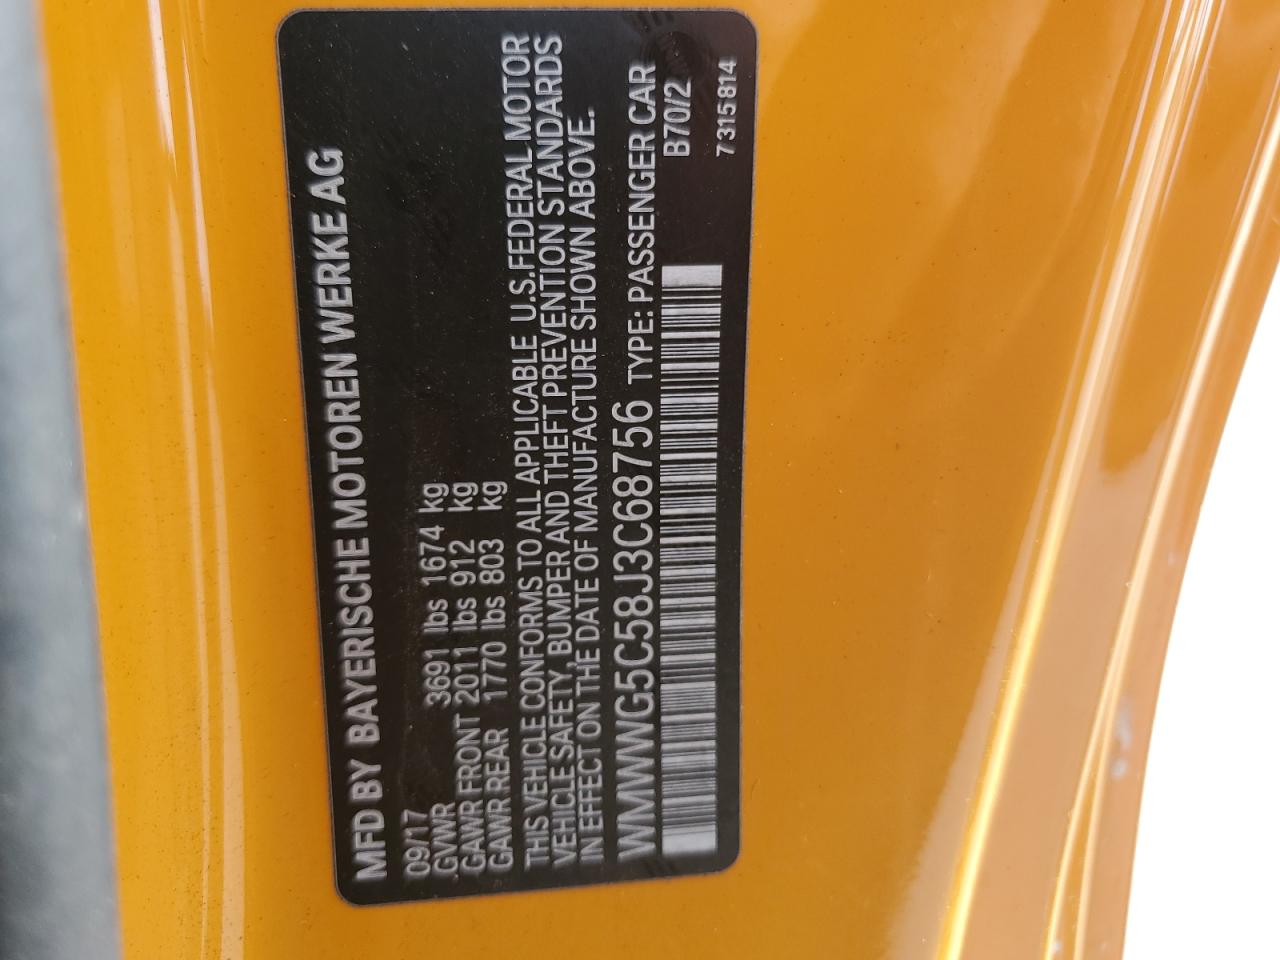 MFD BY BAYERISCHE MOTOREN WERKE AG
09/17
GVWR 3691 lbs 1674 kg
GAWR FRONT 2011 lbs 912 kg
GAWR REAR 1770 lbs 803 kg
THIS VEHICLE CONFORMS TO ALL APPLICABLE U.S.FEDERAL MOTOR
VEHICLE SAFETY, BUMPER AND THEFT PREVENTION STANDARDS
IN EFFECT ON THE DATE OF MANUFACTURE SHOWN ABOVE.
WMWWG5C58J3C68756 TYPE: PASSENGER CAR
B70/2
7315814